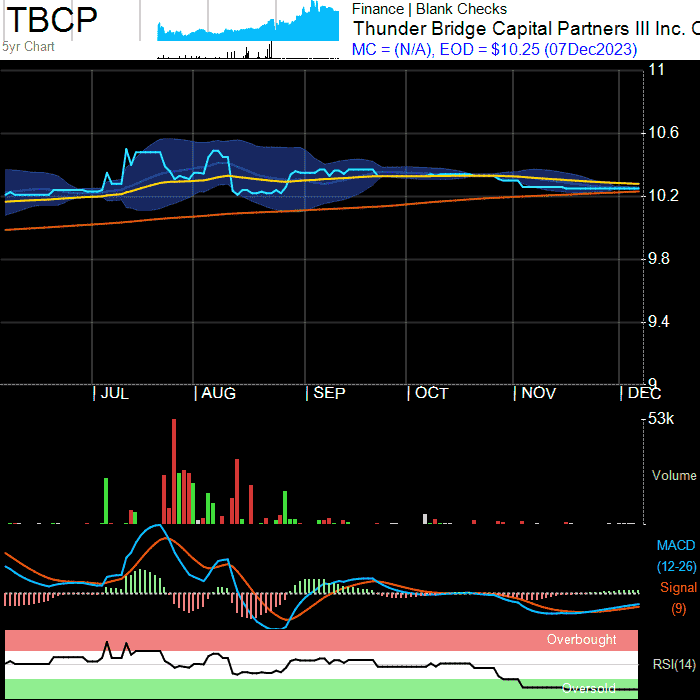 TBCP
5yr Chart
Finance | Blank Checks
Thunder Bridge Capital Partners III Inc. C
MC = (N/A), EOD = $10.25 (07Dec2023)
11
10.6
10.2
9.8
9.4
9
JUL AUG SEP OCT NOV DEC
53k
Volume
MACD
(12-26)
Signal
(9)
Overbought
RSI(14)
Oversold